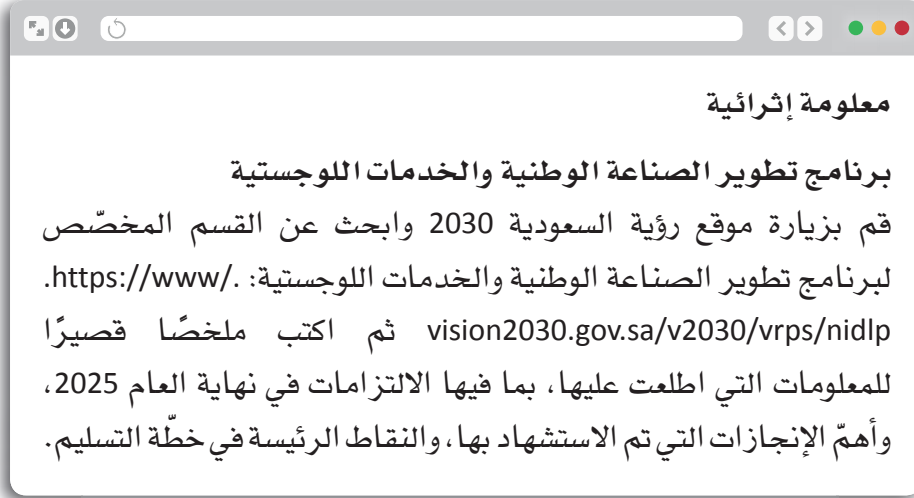 معلومة إثرائية
برنامج تطوير الصناعة الوطنية والخدمات اللوجستية
قم بزيارة موقع رؤية السعودية 2030 وابحث عن القسم المخصّص
لبرنامج تطوير الصناعة الوطنية والخدمات اللوجستية: https://www/.‎.
vision2030.gov.sa/v2030/vrps/nidlp ثم اكتب ملخصًا قصيرًا
للمعلومات التي اطلعت عليها، بما فيها الالتزامات في نهاية العام 2025،
وأهمّ الإنجازات التي تم الاستشهاد بها، والنقاط الرئيسة في خطّة التسليم.